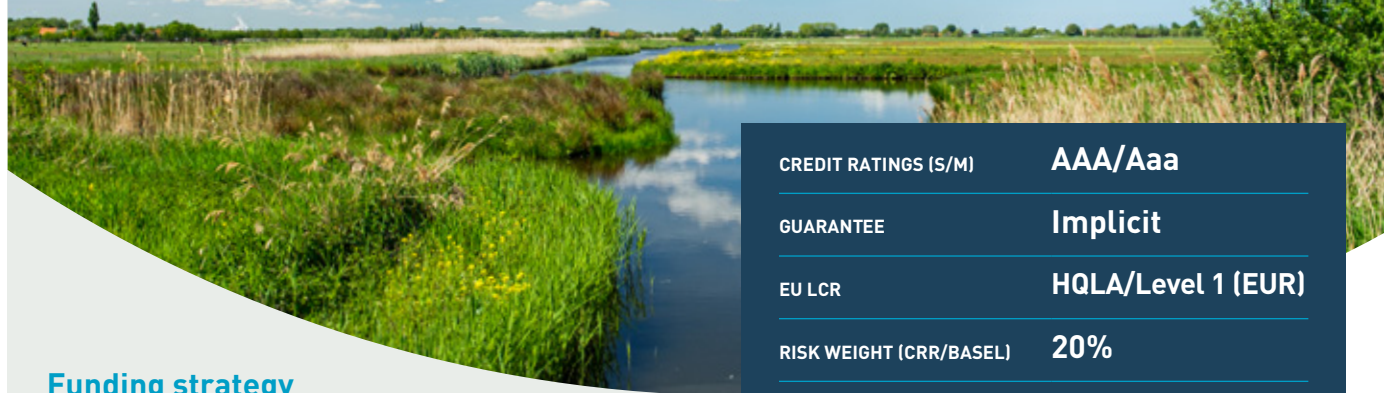 CREDIT RATINGS (S/M) AAA/Aaa
GUARANTEE Implicit
EU LCR HQLA/Level 1 (EUR)
RISK WEIGHT (CRR/BASEL) 20%
Funding strategy